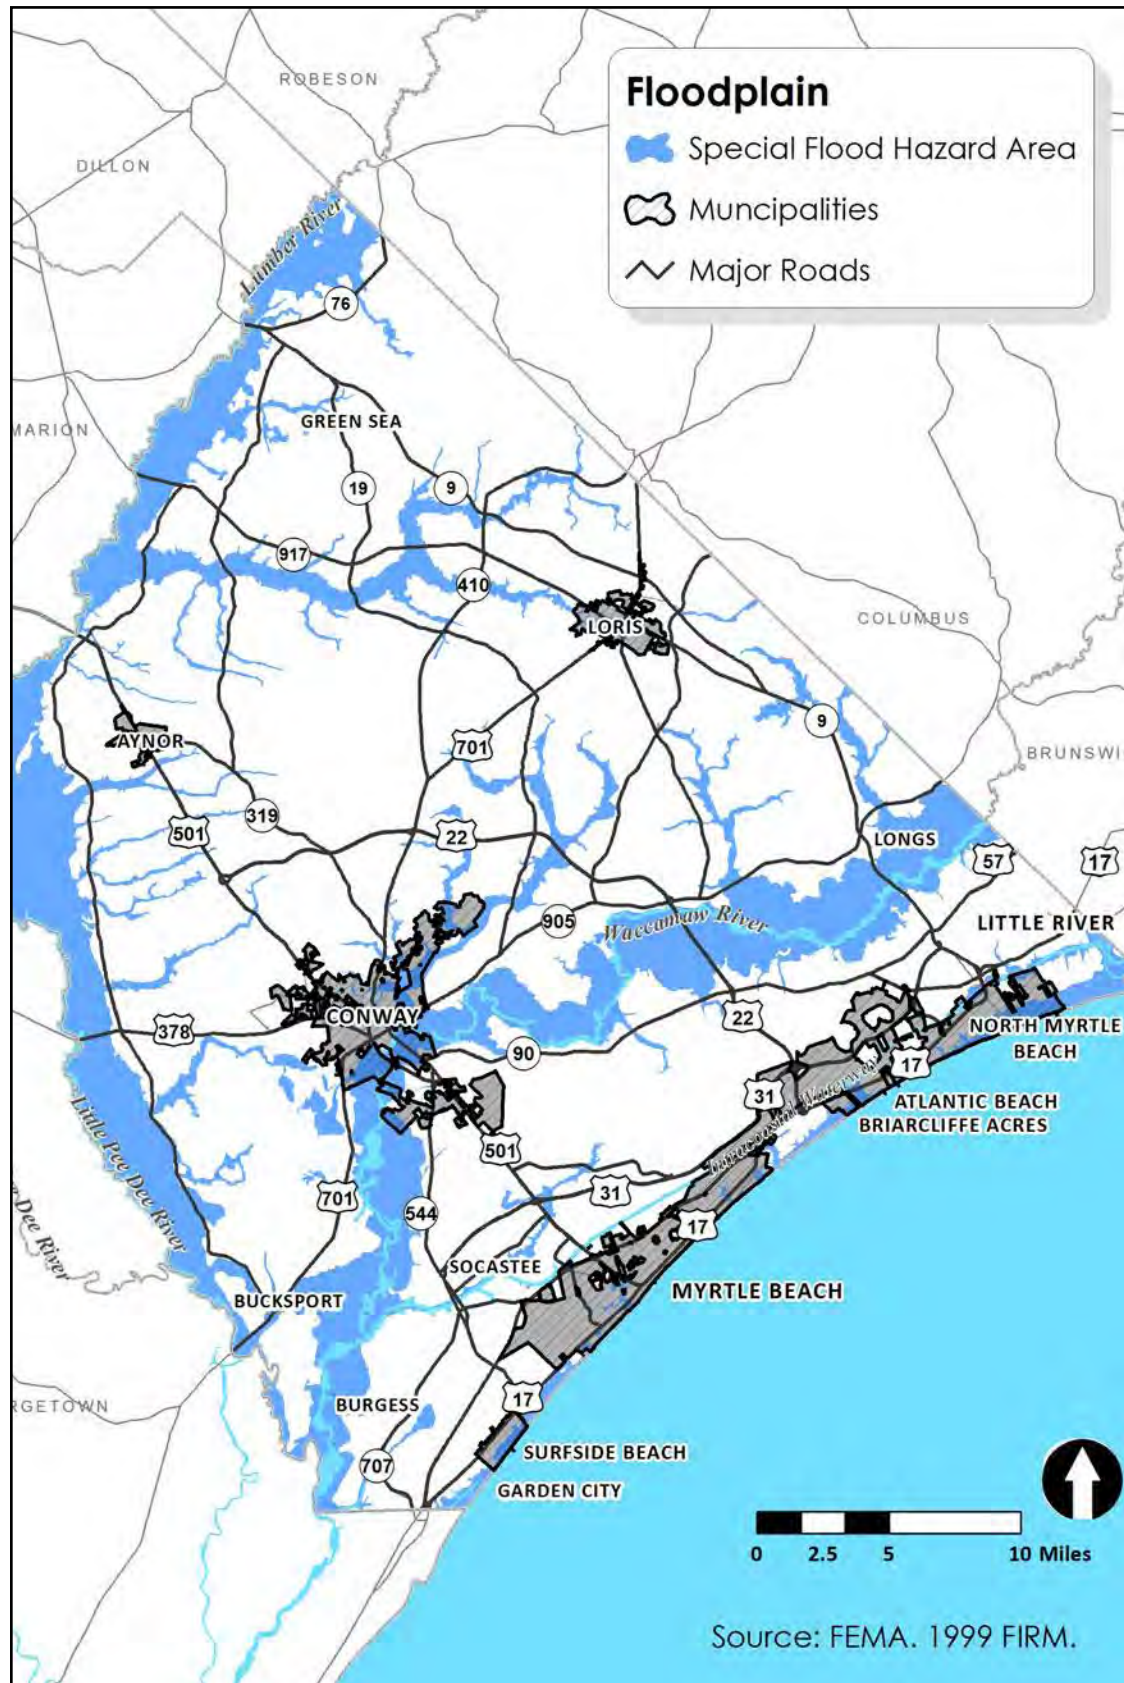 Floodplain
Special Flood Hazard Area
Muncipalities
Major Roads
ROBESON
DILLON
Lumber River
76
MARION
GREEN SEA
19
9
917
410
LORIS
COLUMBUS
9
AYNOR
701
BRUNSWI
319
501
22
LONGS
57
17
905
Waccamaw River
LITTLE RIVER
CONWAY
378
22
NORTH MYRTLE
BEACH
90
17
31
ATLANTIC BEACH
BRIARCLIFFE ACRES
Intracoastal Waterway
Little Pee Dee River
501
701
31
544
17
Dee River
SOCASTEE
MYRTLE BEACH
BUCKSPORT
RGETOWN
BURGESS
17
SURFSIDE BEACH
707
GARDEN CITY
0 2.5 5 10 Miles
Source: FEMA. 1999 FIRM.